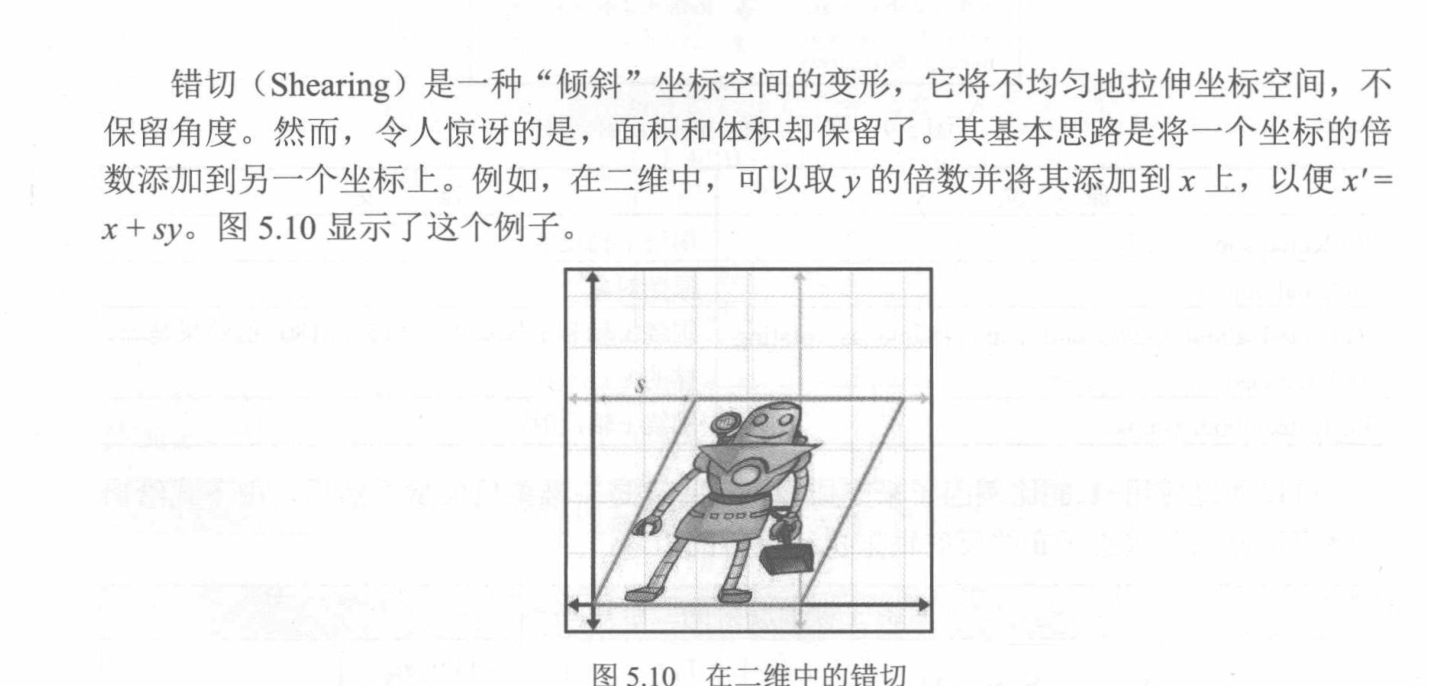 错切（Shearing）是一种“倾斜”坐标空间的变形，它将不均匀地拉伸坐标空间，不
保留角度。然而，令人惊讶的是，面积和体积却保留了。其基本思路是将一个坐标的倍
数添加到另一个坐标上。例如，在二维中，可以取 y 的倍数并将其添加到 x 上，以便 x′ =
x + sy。图 5.10 显示了这个例子。
s
图 5.10 在二维中的错切